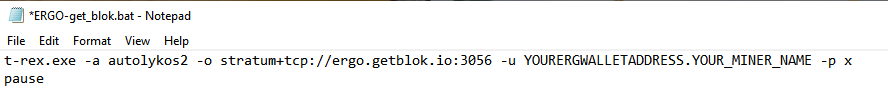 *ERGO-get_blok.bat - Notepad
File Edit Format View Help
t-rex.exe -a autolykos2 -o stratum+tcp://ergo.getblok.io:3056 -u YOURERGWALLETADDRESS.YOUR_MINER_NAME -p x
pause